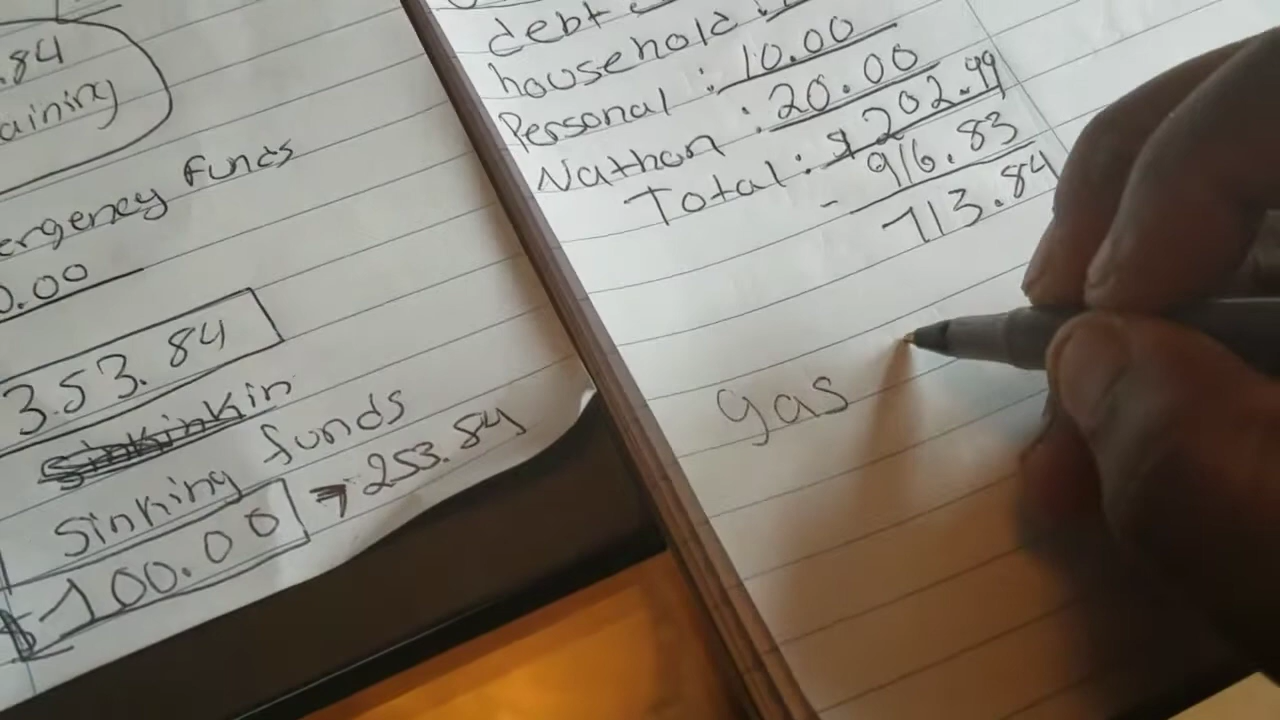 .84
aining
ergency funds
0.00
353.84
Sinking funds
$100.00 → 253.84
debt
household
Personal : 10.00
Nathan : 20.00
Total : $202.99
- 916.83
713.84
gas